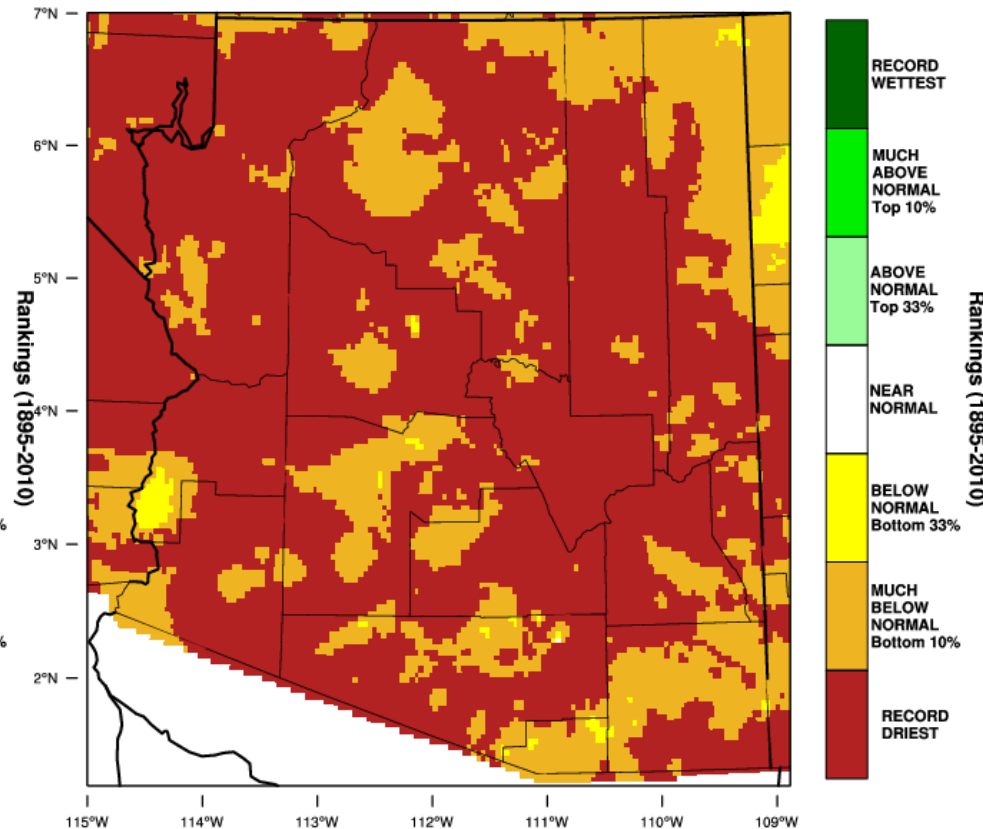 7°N
6°N
5°N
4°N
3°N
2°N
115°W
114°W
113°W
112°W
111°W
110°W
109°W
Rankings (1895-2010)
%
%
RECORD
WETTEST
MUCH
ABOVE
NORMAL
Top 10%
ABOVE
NORMAL
Top 33%
NEAR
NORMAL
BELOW
NORMAL
Bottom 33%
MUCH
BELOW
NORMAL
Bottom 10%
RECORD
DRIEST
Rankings (1895-2010)